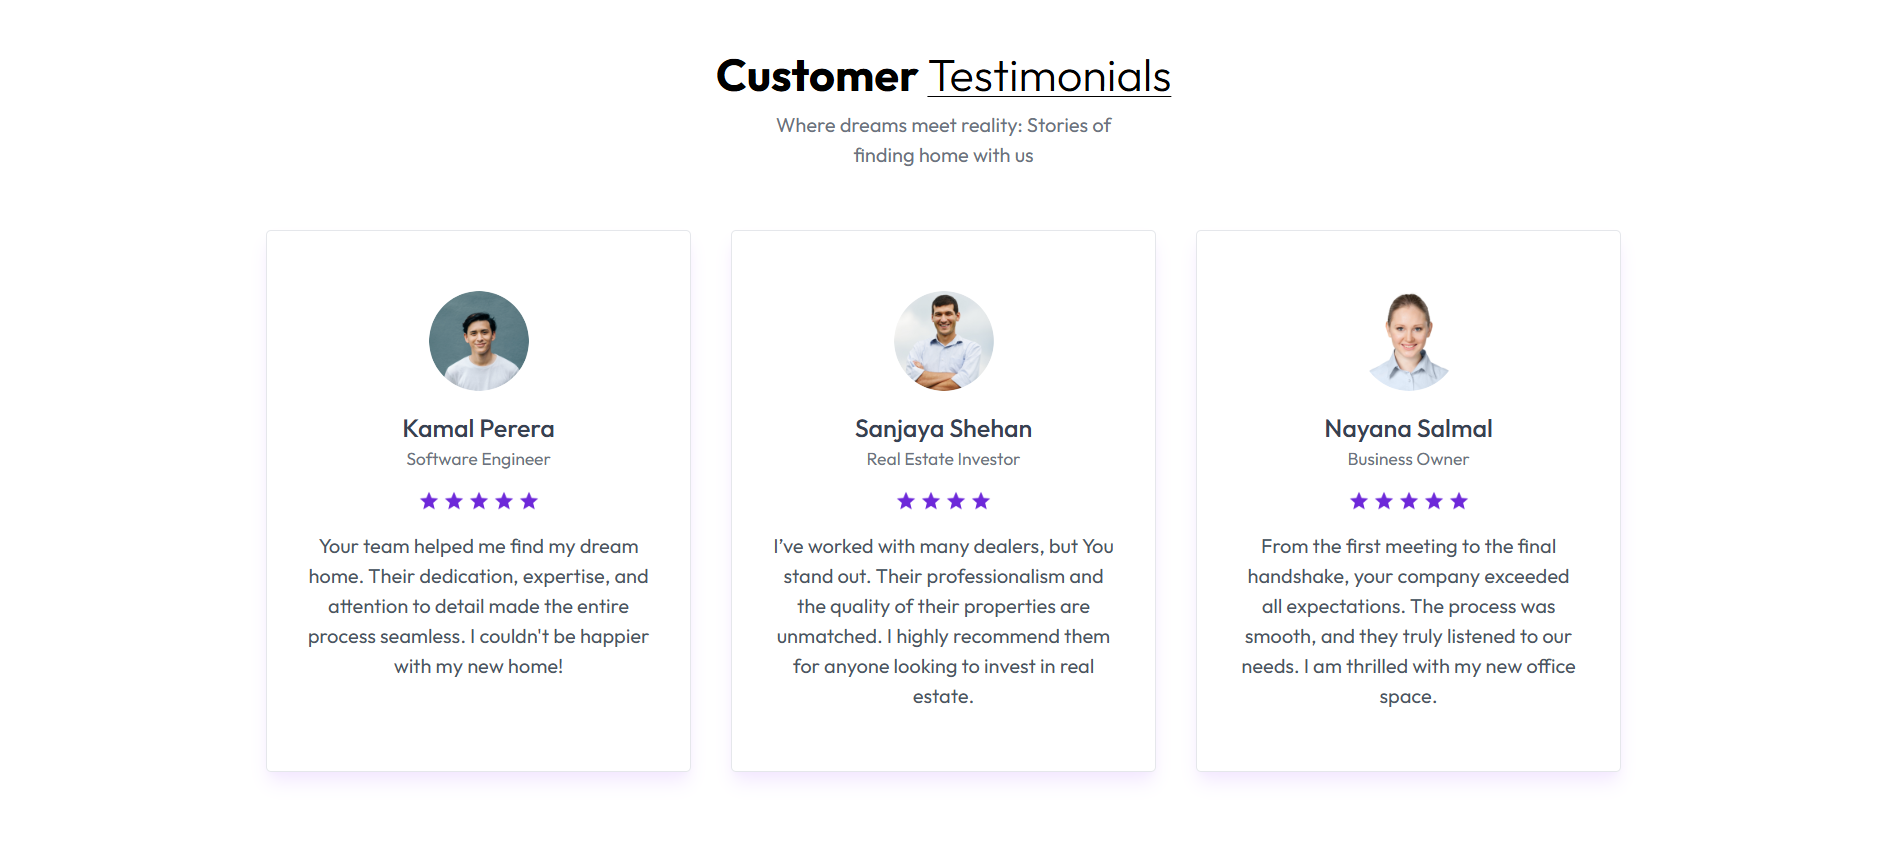 Customer Testimonials
Where dreams meet reality: Stories of
finding home with us
Kamal Perera
Software Engineer
Your team helped me find my dream
home. Their dedication, expertise, and
attention to detail made the entire
process seamless. I couldn't be happier
with my new home!
Sanjaya Shehan
Real Estate Investor
I’ve worked with many dealers, but You
stand out. Their professionalism and
the quality of their properties are
unmatched. I highly recommend them
for anyone looking to invest in real
estate.
Nayana Salmal
Business Owner
From the first meeting to the final
handshake, your company exceeded
all expectations. The process was
smooth, and they truly listened to our
needs. I am thrilled with my new office
space.